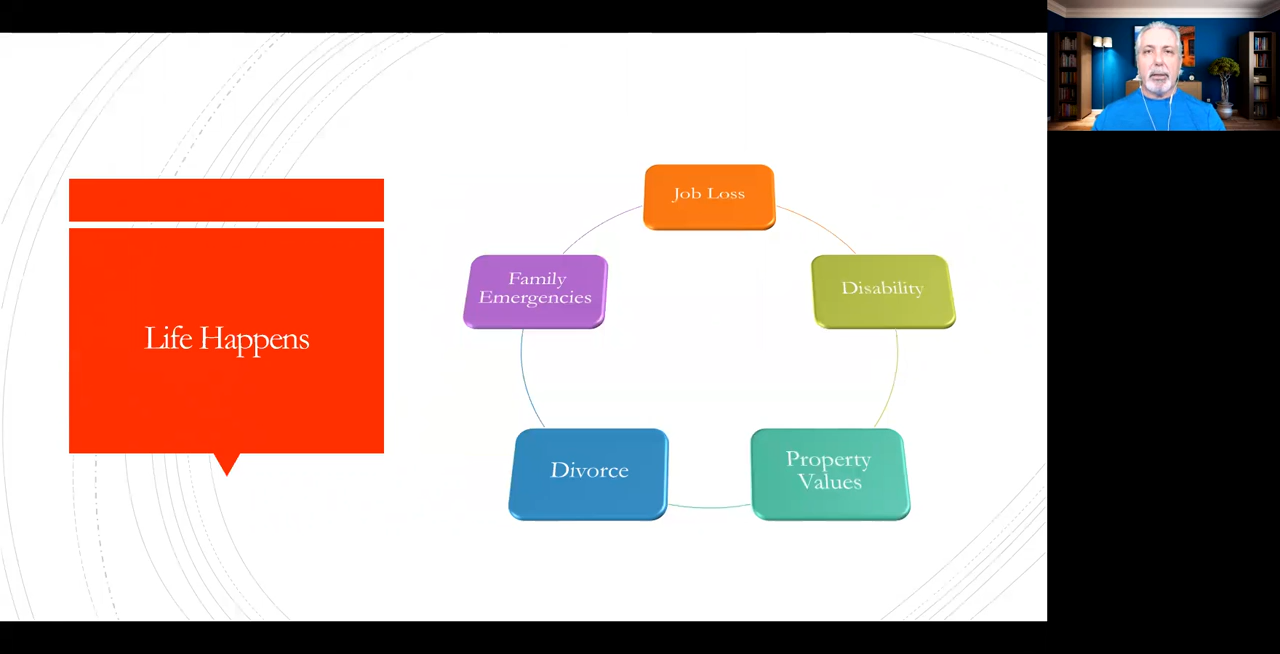 Life Happens
Job Loss
Disability
Property
Values
Divorce
Family
Emergencies